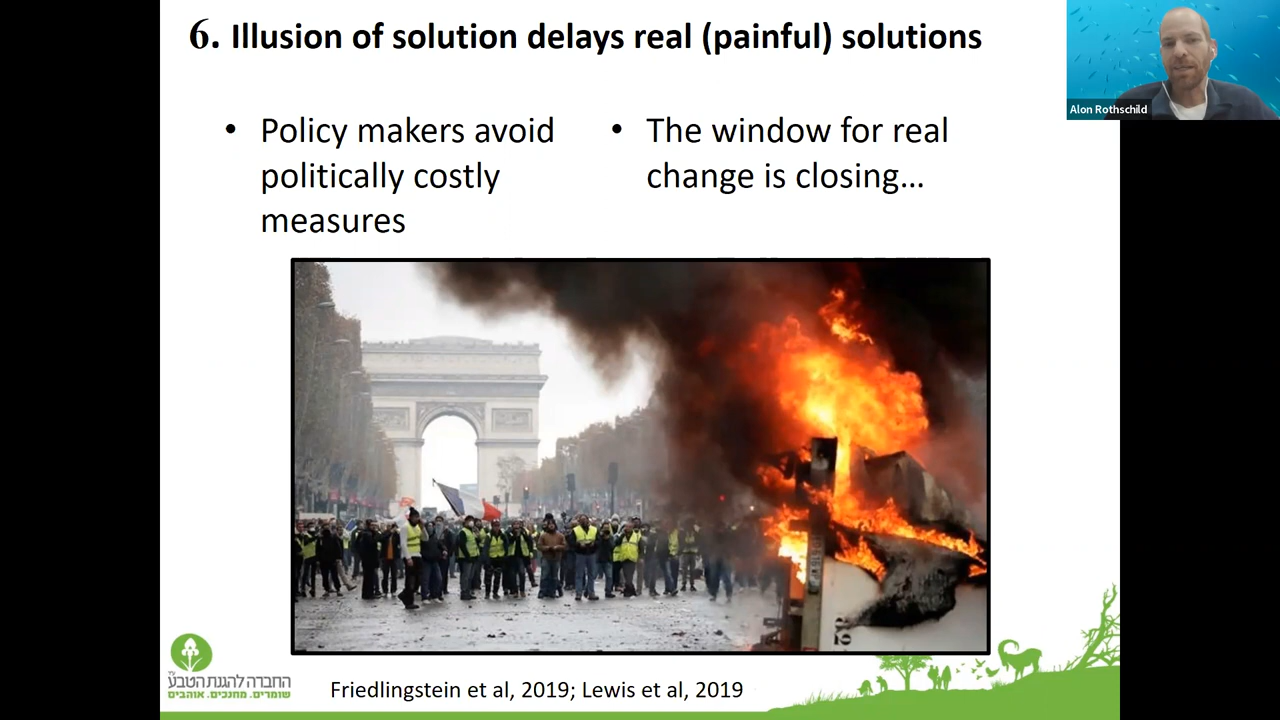 6. Illusion of solution delays real (painful) solutions
Alon Rothschild
• Policy makers avoid
politically costly
measures
• The window for real
change is closing...
החברה להגנת הטבע
שומרים. מחנכים. אוהבים
Friedlingstein et al, 2019; Lewis et al, 2019